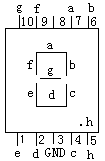 g f a b
10 9 8 7 6
a
f b
g
e c
d
.h
1 2 3 4 5
e d GND c h